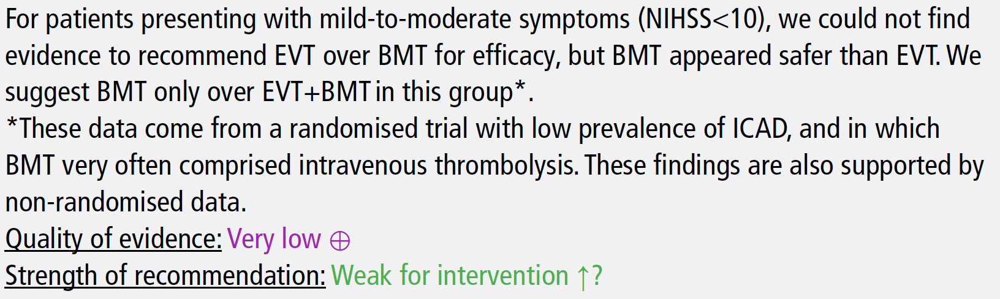 For patients presenting with mild-to-moderate symptoms (NIHSS<10), we could not find
evidence to recommend EVT over BMT for efficacy, but BMT appeared safer than EVT. We
suggest BMT only over EVT+BMT in this group*.
*These data come from a randomised trial with low prevalence of ICAD, and in which
BMT very often comprised intravenous thrombolysis. These findings are also supported by
non-randomised data.
Quality of evidence: Very low ⊕
Strength of recommendation: Weak for intervention ↑?